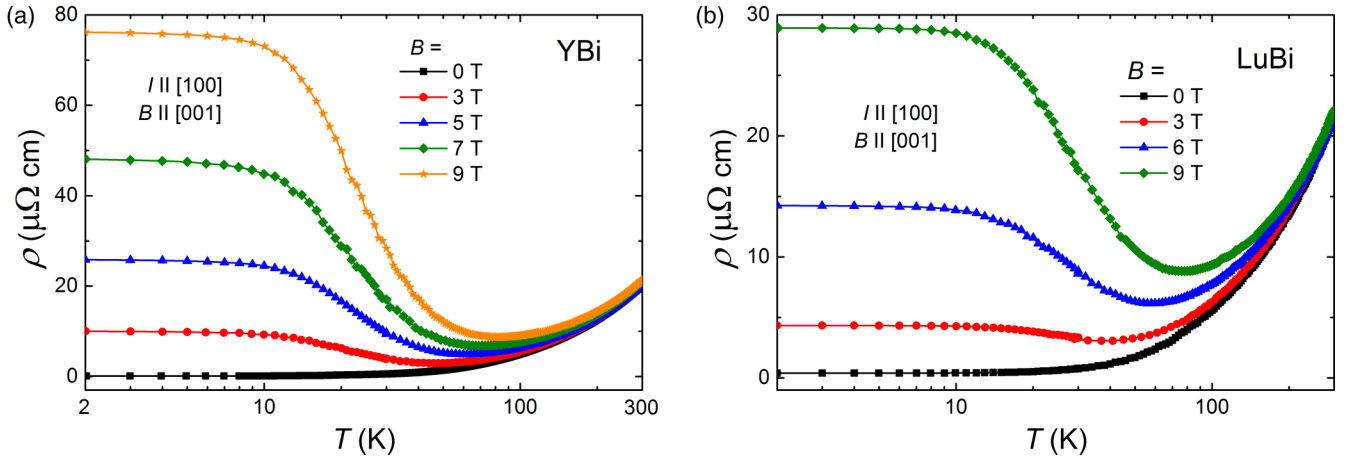 (a)
YBi
B =
0 T
3 T
5 T
7 T
9 T
I II [100]
B II [001]
80
60
40
20
0
ρ (μΩ cm)
2
10
100
300
T (K)
(b)
LuBi
B =
0 T
3 T
6 T
9 T
I II [100]
B II [001]
30
20
10
0
ρ (μΩ cm)
10
100
T (K)